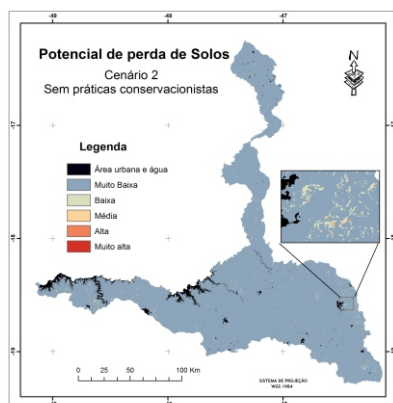 -49 -48 -47
Potencial de perda de Solos
Cenário 2
Sem práticas conservacionistas
N
-17
Legenda
Área urbana e água
Muito Baixa
Baixa
Média
Alta
Muito alta
-18
-19
0 25 50 100 Km
SISTEMA DE PROJEÇÃO
WGS 1984